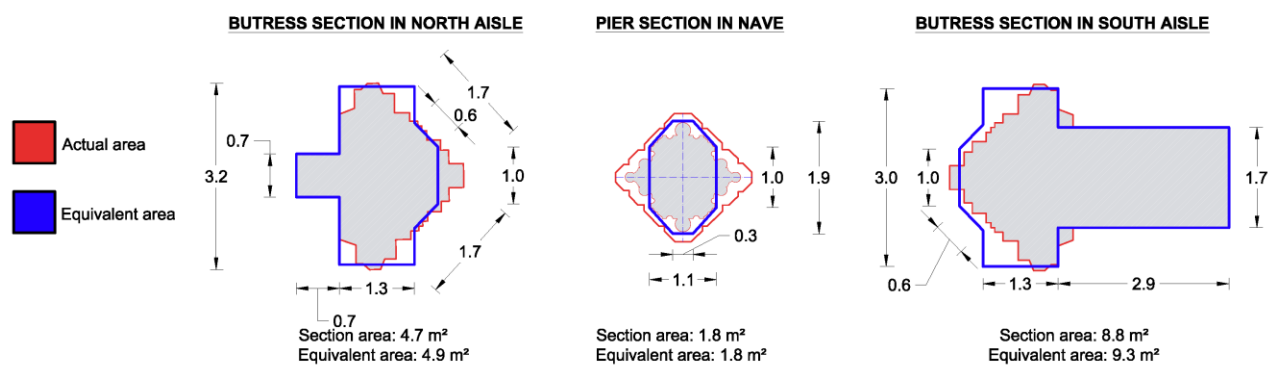 BUTRESS SECTION IN NORTH AISLE
PIER SECTION IN NAVE
BUTRESS SECTION IN SOUTH AISLE
Actual area
Equivalent area
3.2
0.7
1.7
0.6
1.0
1.7
1.3
0.7
Section area: 4.7 m²
Equivalent area: 4.9 m²
1.0
1.9
0.3
1.1
Section area: 1.8 m²
Equivalent area: 1.8 m²
3.0
1.0
1.7
0.6
1.3
2.9
Section area: 8.8 m²
Equivalent area: 9.3 m²